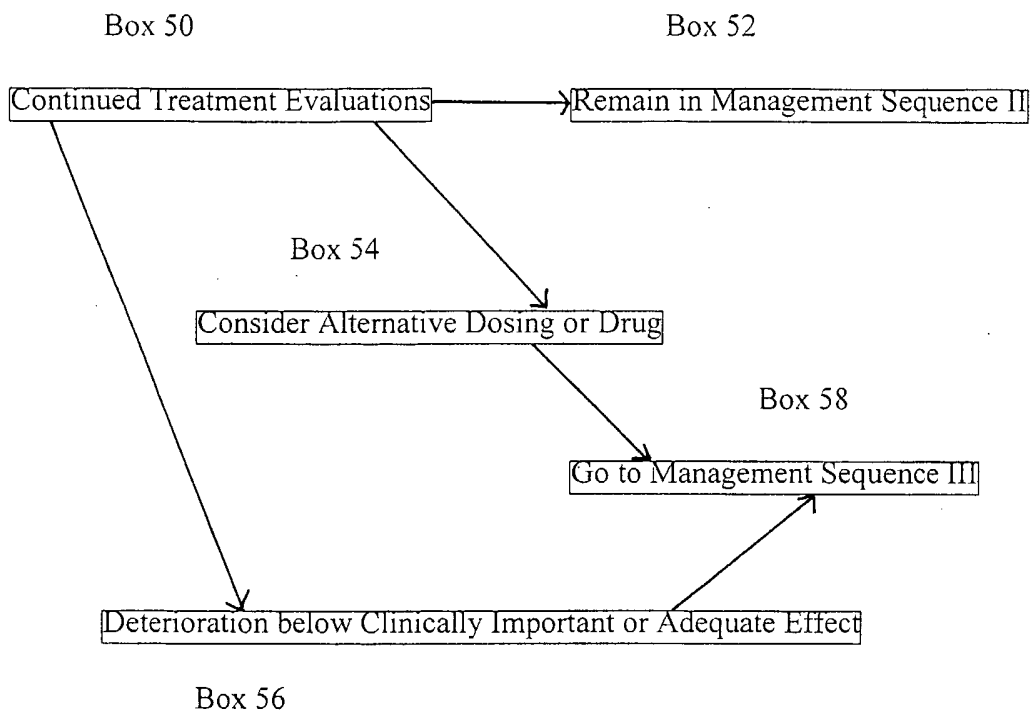 Box 50
Box 52
Continued Treatment Evaluations
Remain in Management Sequence II
Box 54
Consider Alternative Dosing or Drug
Box 58
Go to Management Sequence III
Deterioration below Clinically Important or Adequate Effect
Box 56